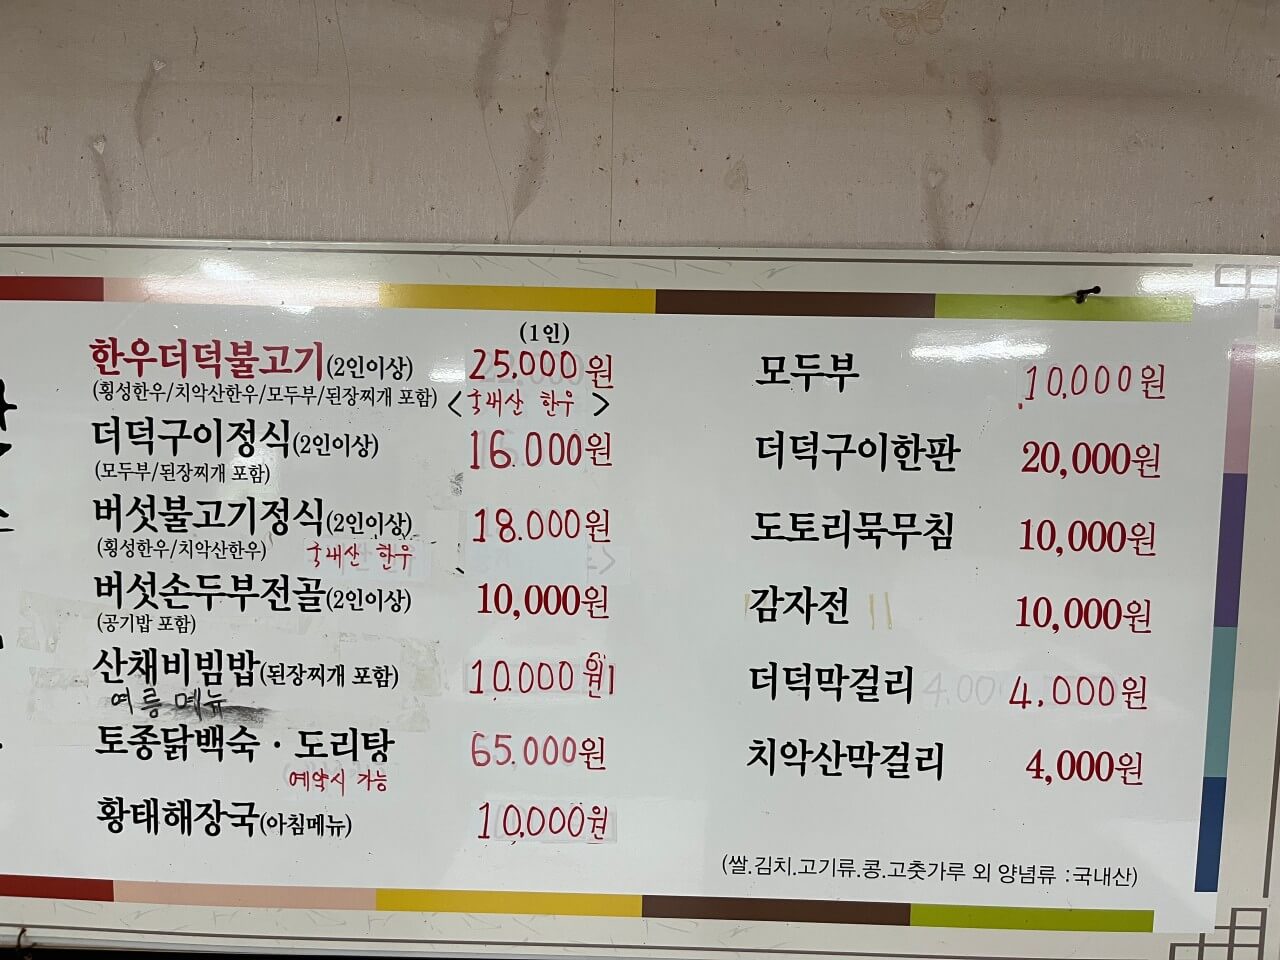 (1인)
한우더덕불고기(2인이상) 25,000원
(횡성한우/치악산한우/모두부/된장찌개 포함) <국내산 한우>
더덕구이정식(2인이상) 16.000원
(모두부/된장찌개 포함)
버섯불고기정식(2인이상) 18.000원
(횡성한우/치악산한우) 국내산 한우
버섯손두부전골(2인이상) 10,000원
(공기밥 포함)
산채비빔밥(된장찌개 포함) 10.000원
여름 메뉴
토종닭백숙·도리탕 65.000원
예약시 가능
황태해장국(아침메뉴) 10,000원
모두부 10,000원
더덕구이한판 20,000원
도토리묵무침 10,000원
감자전 10,000원
더덕막걸리 4.000원
치악산막걸리 4,000원
(쌀.김치.고기류.콩.고춧가루 외 양념류 :국내산)